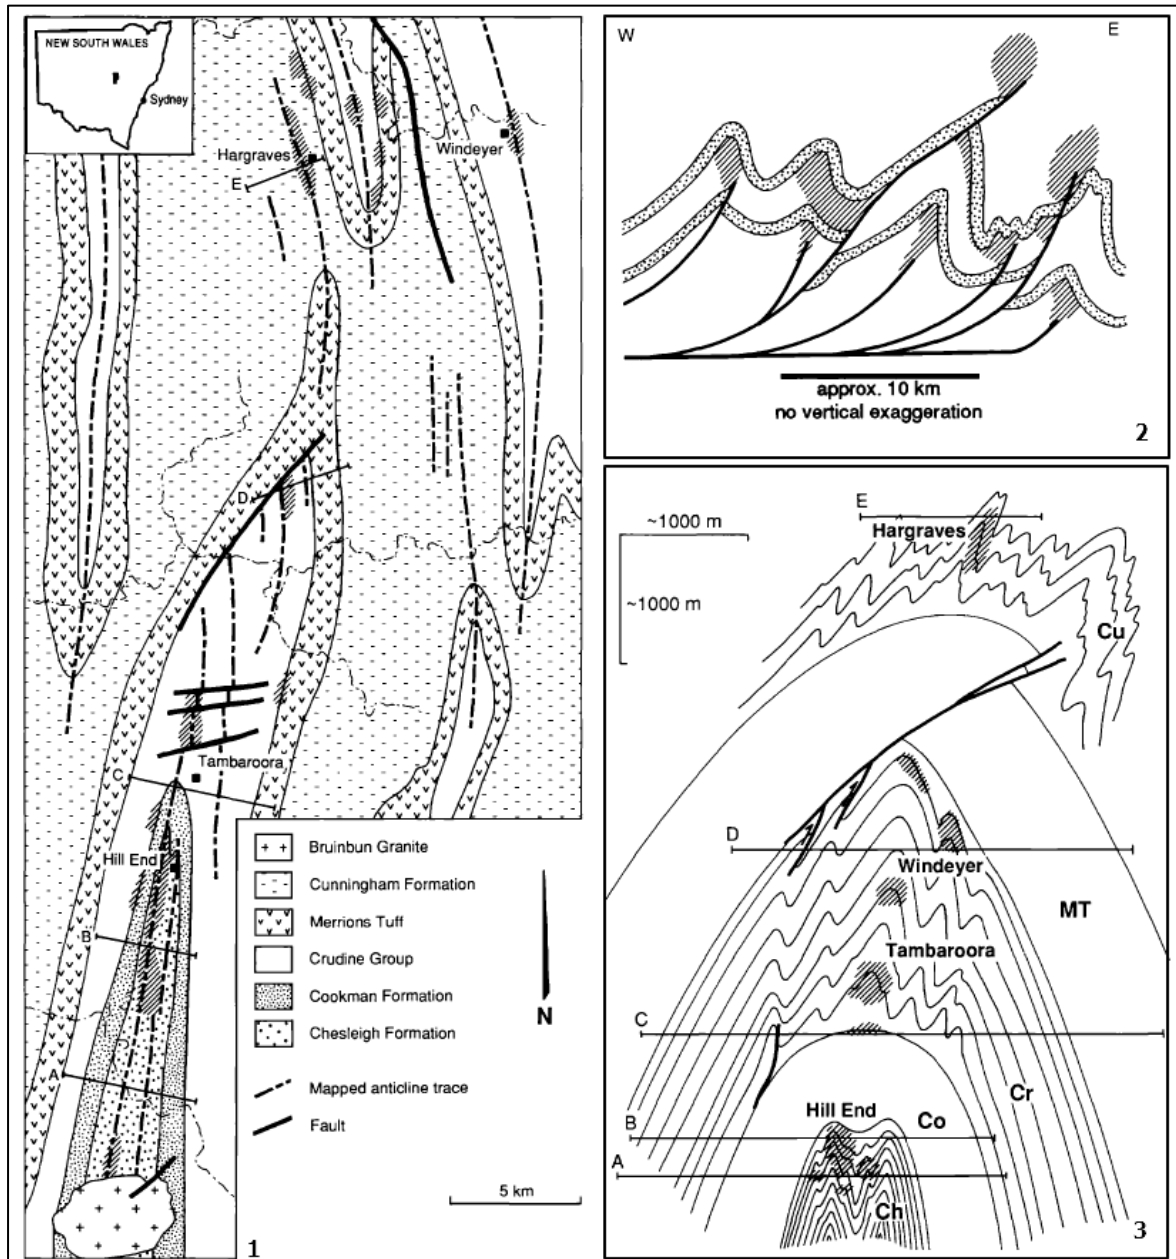 NEW SOUTH WALES
Sydney
Hargraves
Windeyer
E
D
Tambaroora
C
Hill End
B
A
Bruinbun Granite
Cunningham Formation
Merrions Tuff
Crudine Group
Cookman Formation
Chesleigh Formation
Mapped anticline trace
Fault
N
5 km
1
W
E
approx. 10 km
no vertical exaggeration
2
E
~1000 m
Hargraves
~1000 m
Cu
D
Windeyer
MT
Tambaroora
C
Cr
Hill End
Co
B
A
Ch
3